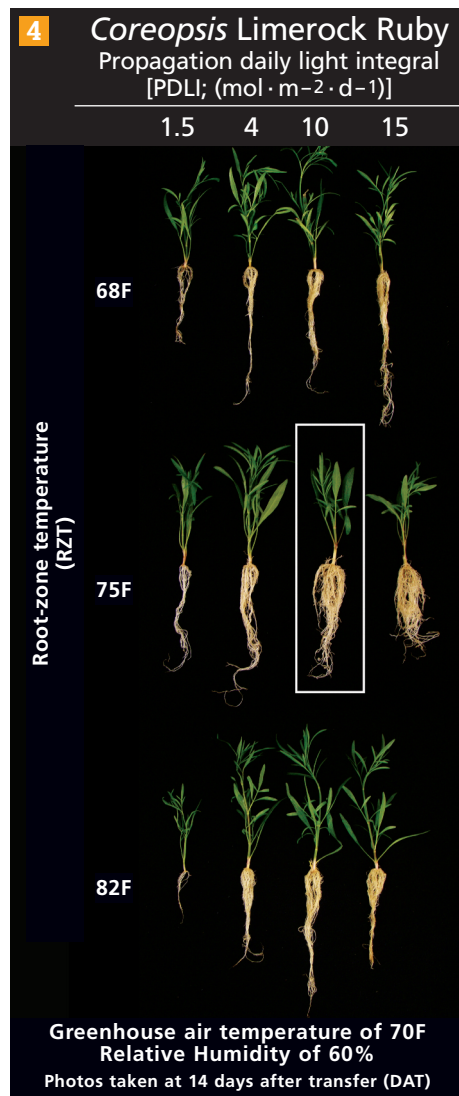 4
Coreopsis Limerock Ruby
Propagation daily light integral
[PDLI; (mol · m–2 · d–1)]
1.5 4 10 15
68F
Root-zone temperature
(RZT)
75F
82F
Greenhouse air temperature of 70F
Relative Humidity of 60%
Photos taken at 14 days after transfer (DAT)